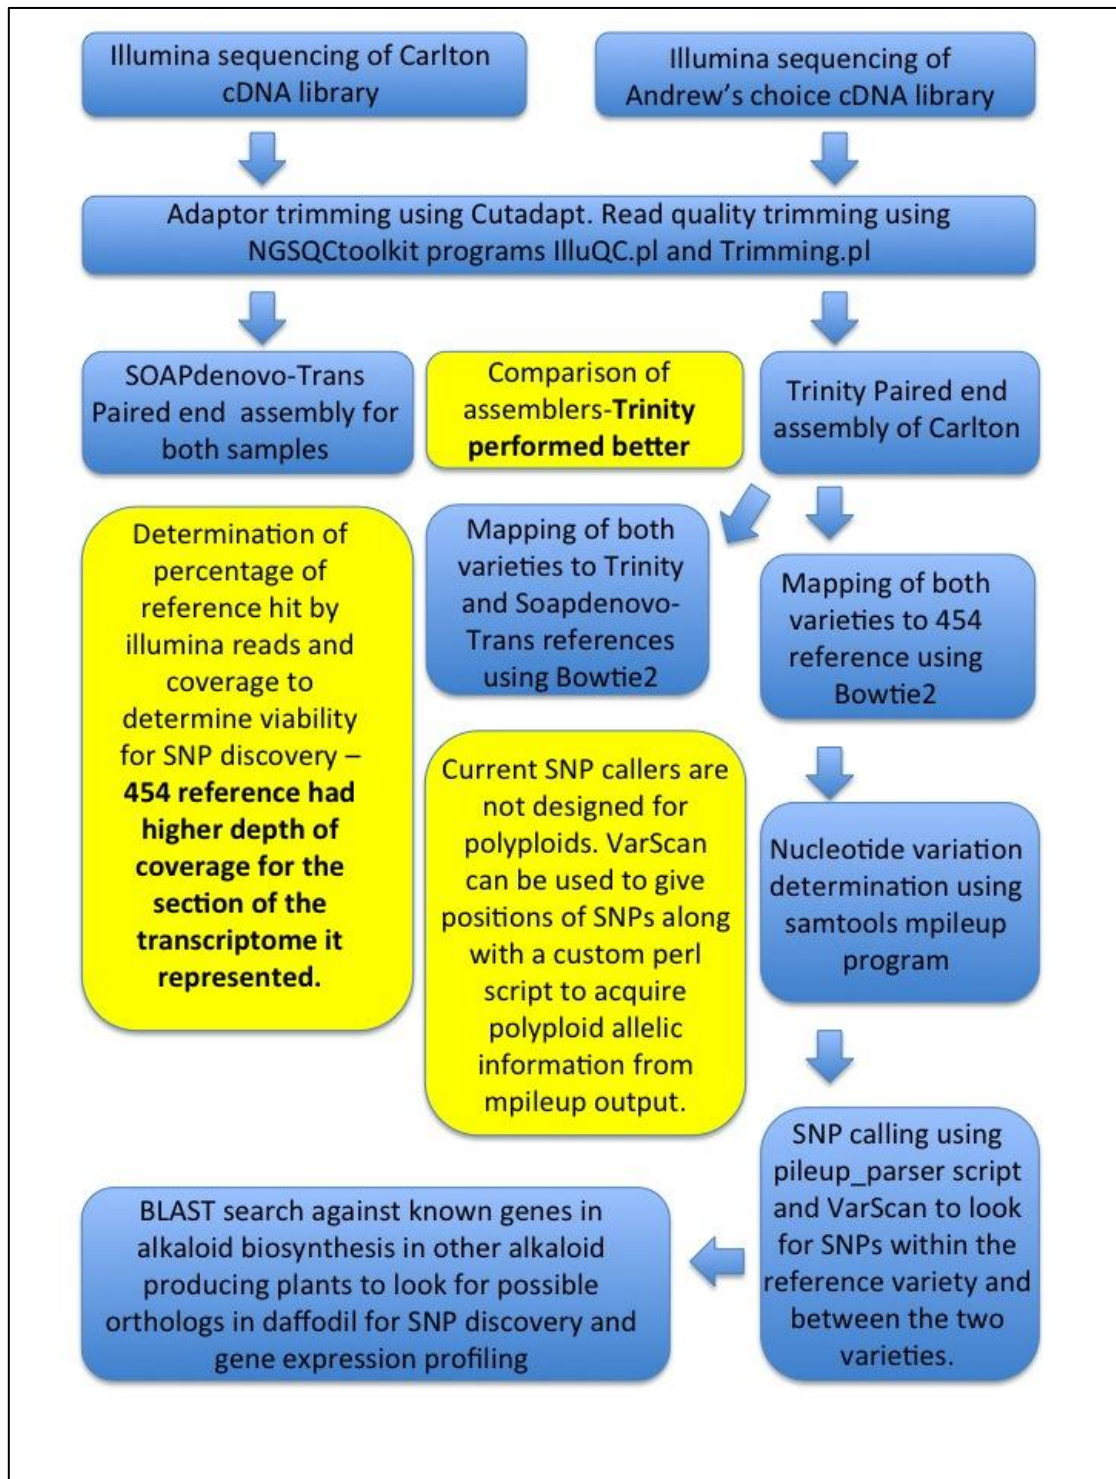 Illumina sequencing of Carlton
cDNA library
Illumina sequencing of
Andrew’s choice cDNA library
Adaptor trimming using Cutadapt. Read quality trimming using
NGSQCtoolkit programs IlluQC.pl and Trimming.pl
SOAPdenovo-Trans
Paired end  assembly for
both samples
Comparison of
assemblers-Trinity
performed better
Trinity Paired end
assembly of Carlton
Determination of
percentage of
reference hit by
illumina reads and
coverage to
determine viability
for SNP discovery –
454 reference had
higher depth of
coverage for the
section of the
transcriptome it
represented.
Mapping of both
varieties to Trinity
and Soapdenovo-
Trans references
using Bowtie2
Mapping of both
varieties to 454
reference using
Bowtie2
Current SNP callers are
not designed for
polyploids. VarScan
can be used to give
positions of SNPs along
with a custom perl
script to acquire
polyploid allelic
information from
mpileup output.
Nucleotide variation
determination using
samtools mpileup
program
SNP calling using
pileup_parser script
and VarScan to look
for SNPs within the
reference variety and
between the two
varieties.
BLAST search against known genes in
alkaloid biosynthesis in other alkaloid
producing plants to look for possible
orthologs in daffodil for SNP discovery and
gene expression profiling